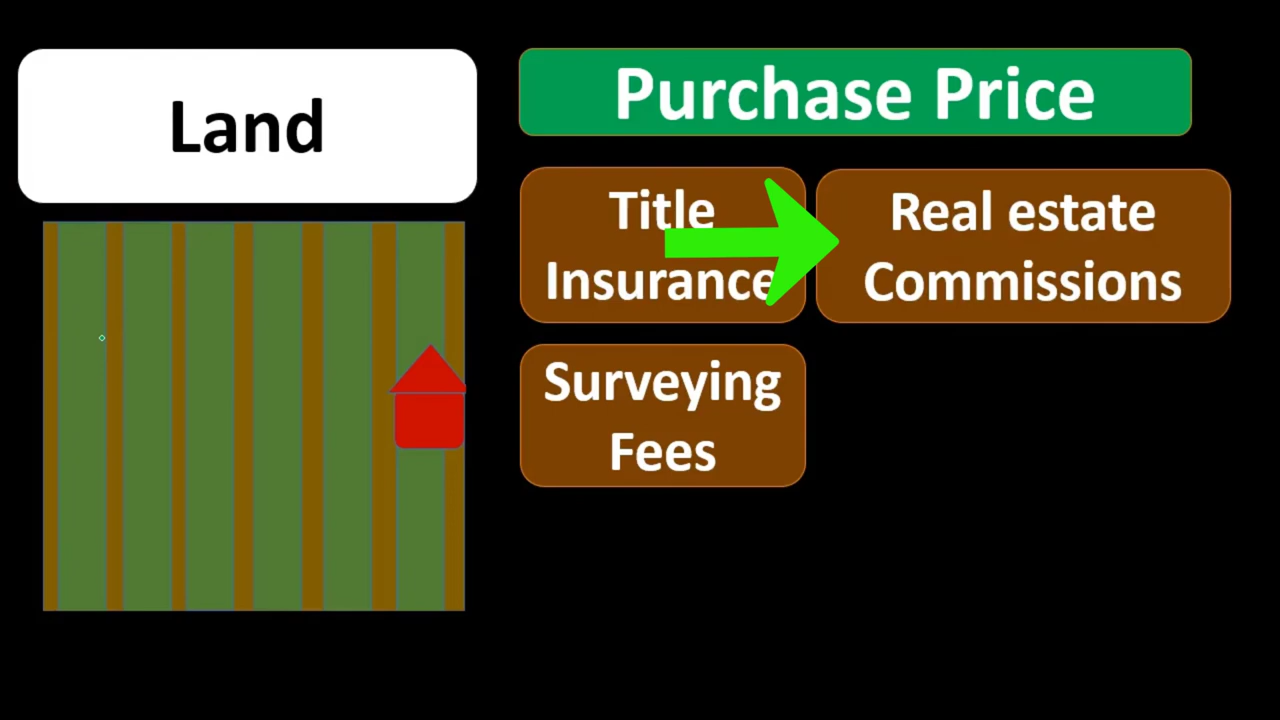 Land
Purchase Price
Title
Insurance
Real estate
Commissions
Surveying
Fees